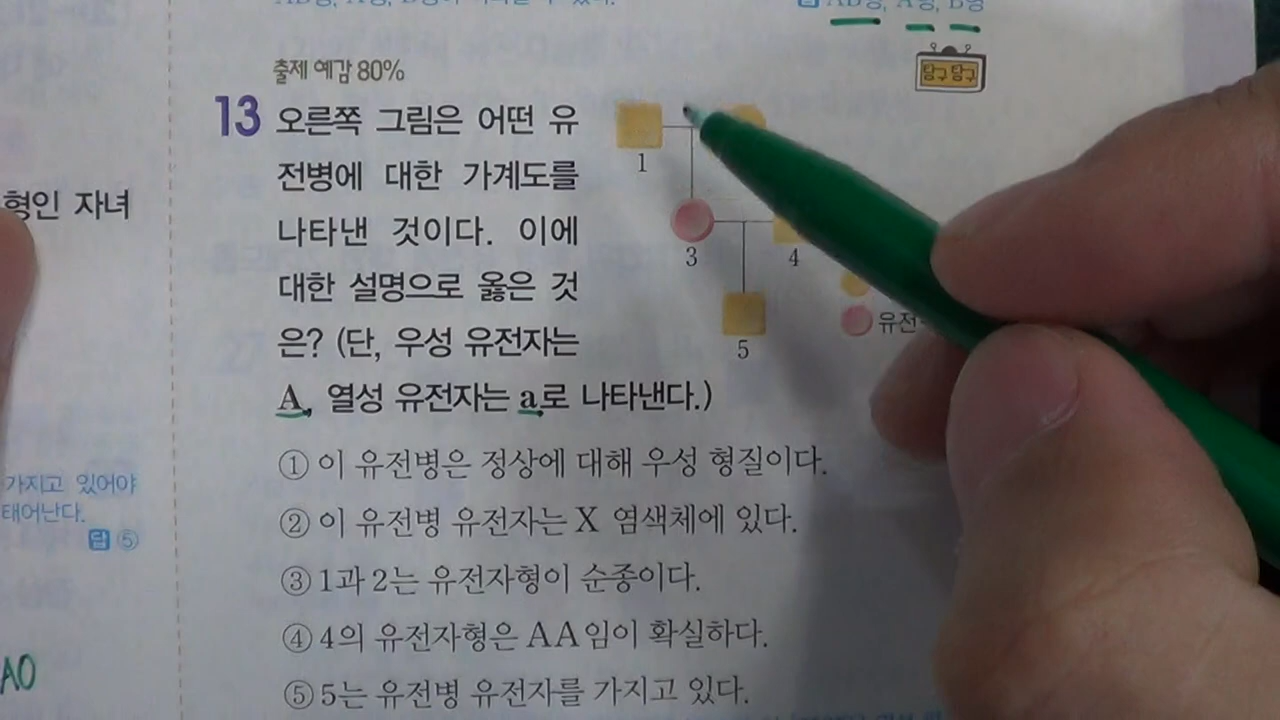 출제 예감 80%
탐구 탐구
13 오른쪽 그림은 어떤 유
전병에 대한 가계도를
나타낸 것이다. 이에
대한 설명으로 옳은 것
은? (단, 우성 유전자는
A, 열성 유전자는 a로 나타낸다.)
1
3
4
5
유전
① 이 유전병은 정상에 대해 우성 형질이다.
② 이 유전병 유전자는 X 염색체에 있다.
③ 1과 2는 유전자형이 순종이다.
④ 4의 유전자형은 AA임이 확실하다.
⑤ 5는 유전병 유전자를 가지고 있다.
형인 자녀
가지고 있어야
태어난다.
답 ⑤
AO